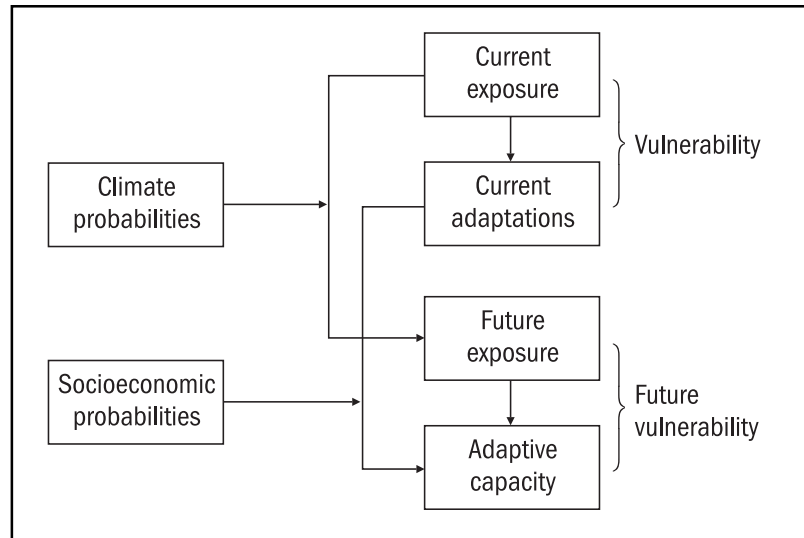 Current
exposure
Vulnerability
Climate
probabilities
Current
adaptations
Future
exposure
Socioeconomic
probabilities
Future
vulnerability
Adaptive
capacity